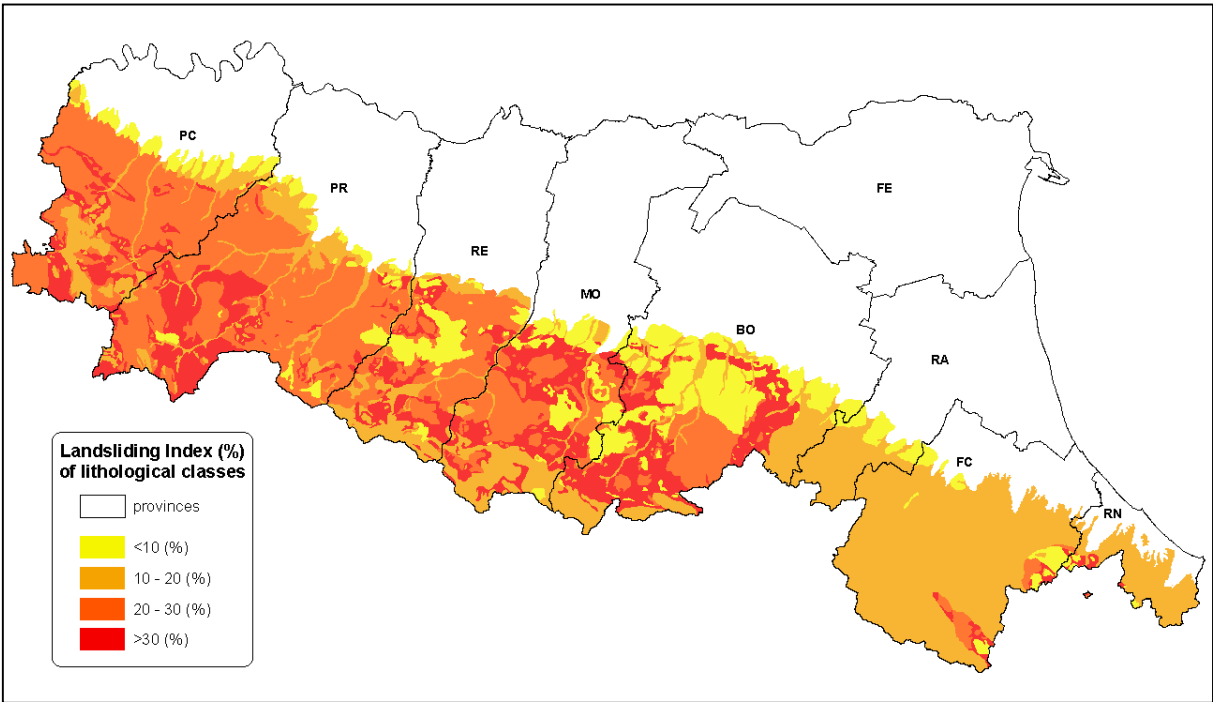 PC
PR
FE
RE
MO
BO
RA
FC
RN
Landsliding Index (%)
of lithological classes
provinces
<10 (%)
10 - 20 (%)
20 - 30 (%)
>30 (%)